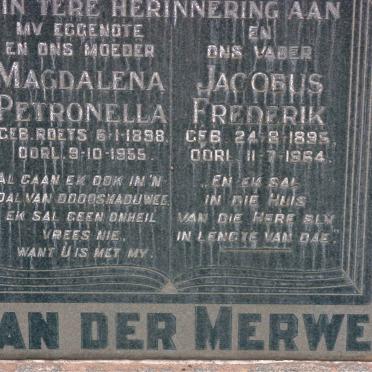 IN TERE HERINNERING AAN
MY EGGENOTE
EN ONS MOEDER
MAGDALENA
PETRONELLA
GEB. ROETS 6-1-1898.
OORL. 9-10-1955.
AL GAAN EK OOK IN 'N
DAL VAN DOODSKADUWEE,
EK SAL GEEN ONHEIL
VREES NIE,
WANT U IS MET MY.
EN
ONS VADER
JACOBUS
FREDERIK
GEB. 24-8-1895.
OORL. 11-7-1964.
„EN EK SAL
IN DIE HUIS
VAN DIE HERE BLY
IN LENGTE VAN DAE"
VAN DER MERWE